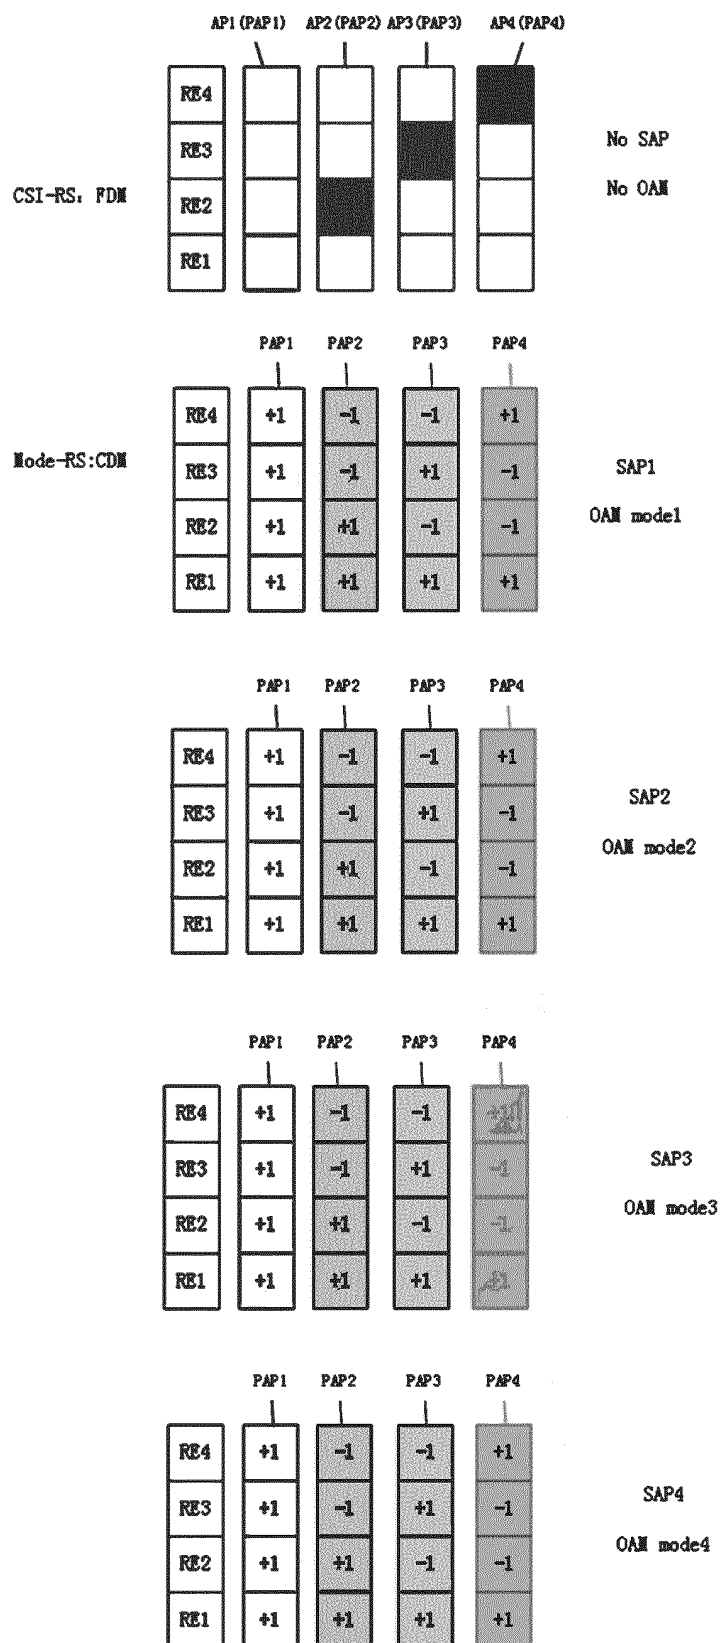 AP1(PAP1) AP2(PAP2) AP3(PAP3) AP4(PAP4)
RE4
RE3
RE2
RE1
CSI-RS: FDM
No SAP
No OAM
PAP1 PAP2 PAP3 PAP4
RE4 +1 -1 -1 +1
RE3 +1 -1 +1 -1
RE2 +1 +1 -1 -1
RE1 +1 +1 +1 +1
Mode-RS:CDM
SAP1
OAM mode1
PAP1 PAP2 PAP3 PAP4
RE4 +1 -1 -1 +1
RE3 +1 -1 +1 -1
RE2 +1 +1 -1 -1
RE1 +1 +1 +1 +1
SAP2
OAM mode2
PAP1 PAP2 PAP3 PAP4
RE4 +1 -1 -1 +1
RE3 +1 -1 +1 -1
RE2 +1 +1 -1 -1
RE1 +1 +1 +1 +1
SAP3
OAM mode3
PAP1 PAP2 PAP3 PAP4
RE4 +1 -1 -1 +1
RE3 +1 -1 +1 -1
RE2 +1 +1 -1 -1
RE1 +1 +1 +1 +1
SAP4
OAM mode4